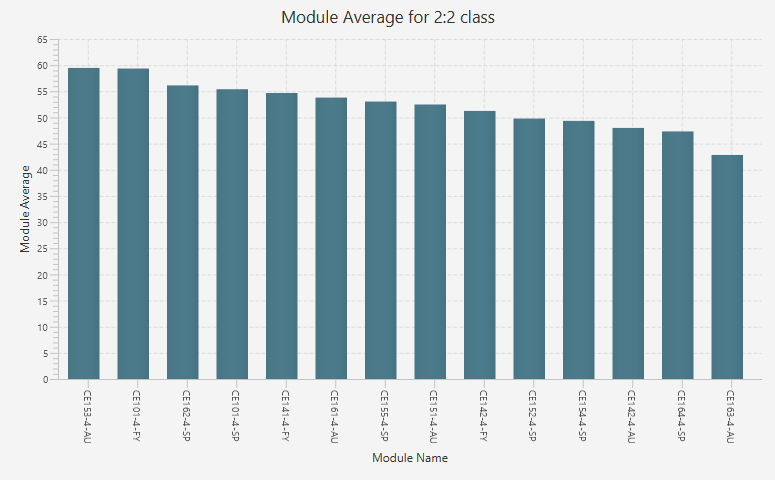 Module Average for 2:2 class
65
60
55
50
45
40
35
30
25
20
15
10
5
0
Module Average
CE153-4-AU
CE101-4-FY
CE162-4-SP
CE101-4-SP
CE141-4-FY
CE161-4-AU
CE155-4-SP
CE151-4-AU
CE142-4-FY
CE152-4-SP
CE154-4-SP
CE142-4-AU
CE164-4-SP
CE163-4-AU
Module Name